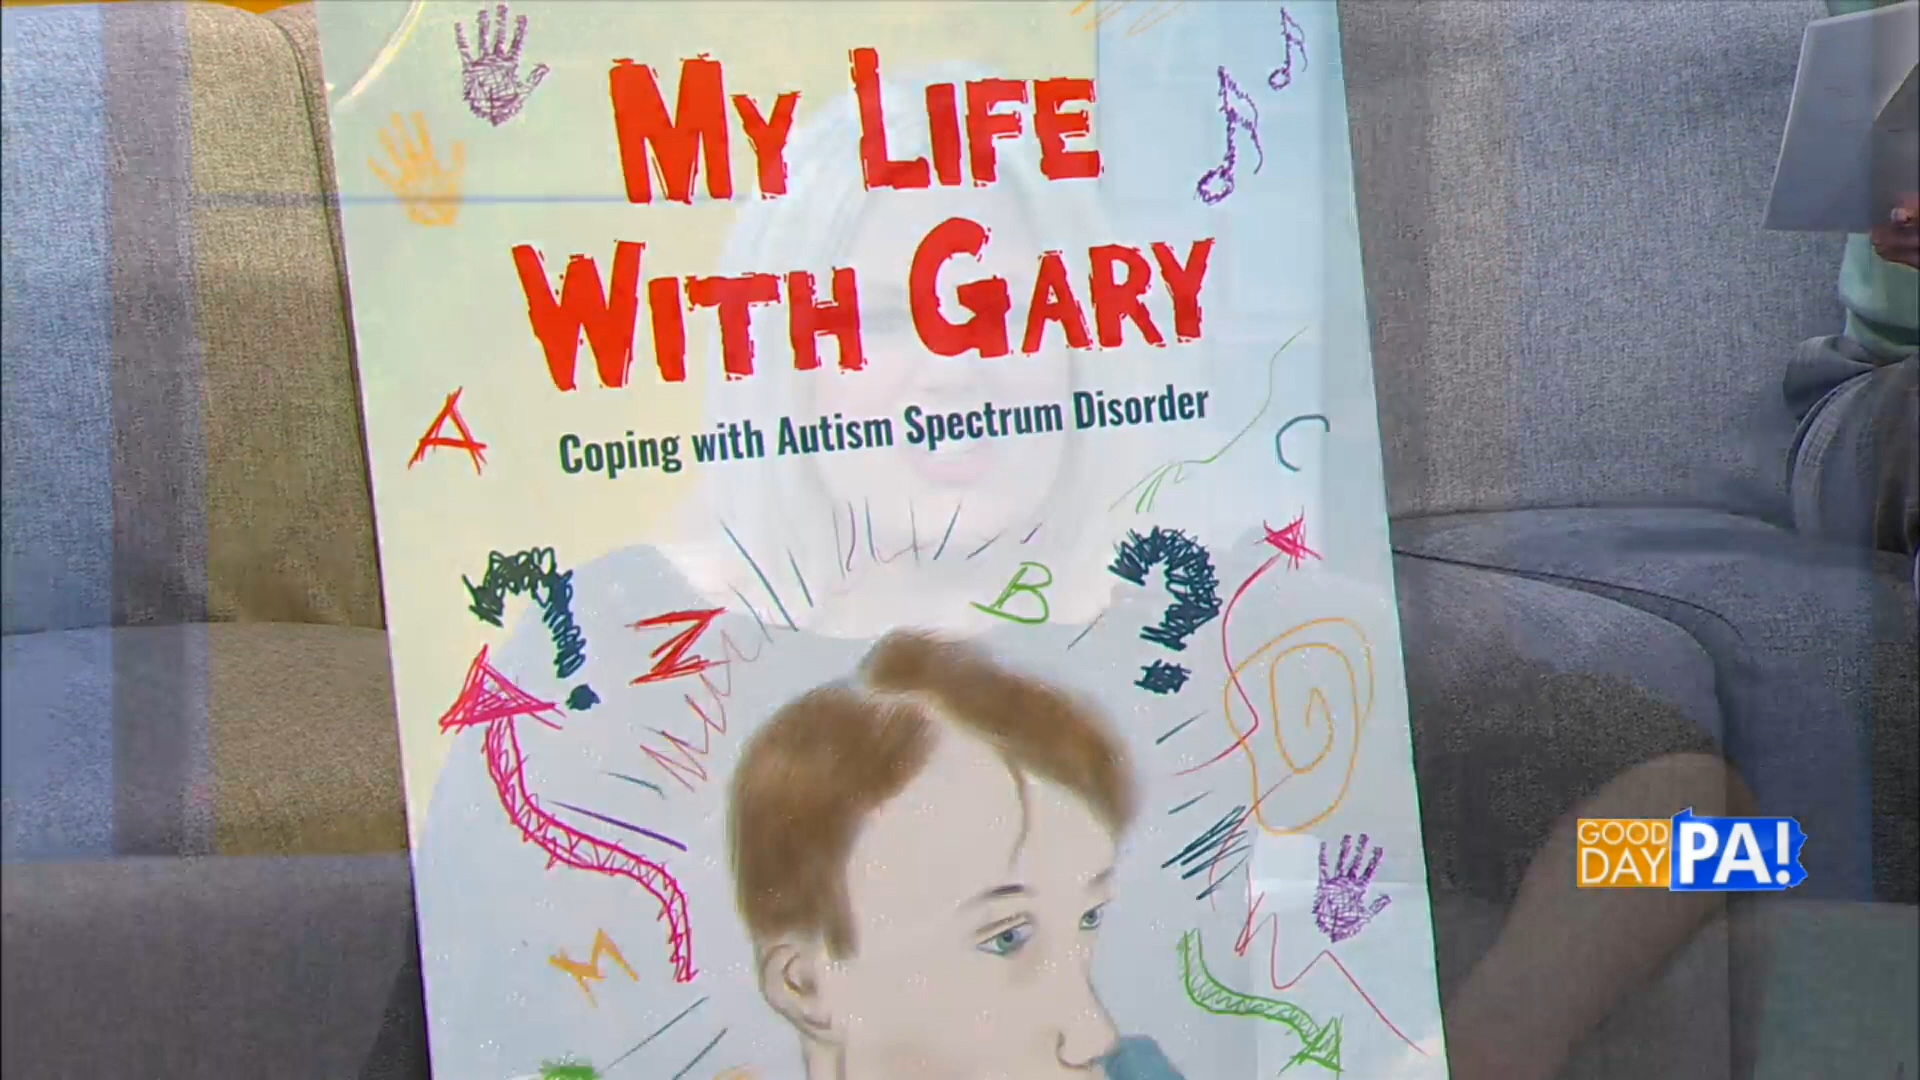 My Life
With Gary
Coping with Autism Spectrum Disorder
A
C
?
Z
B
?
M
GOOD
DAY
PA!